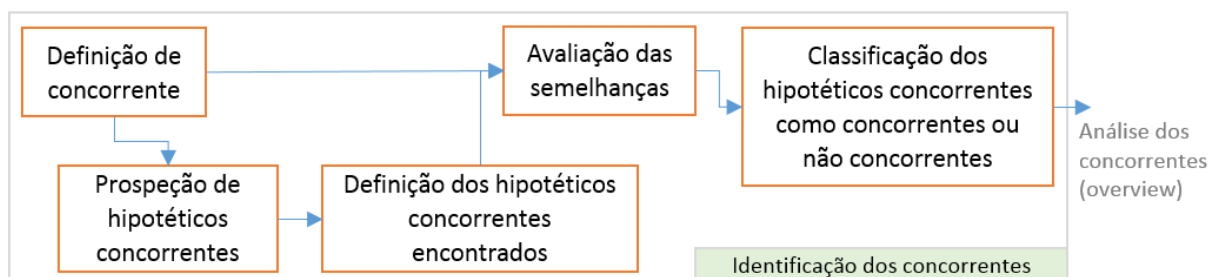 Definição de
concorrente
Prospeção de
hipotéticos
concorrentes
Definição dos hipotéticos
concorrentes
encontrados
Avaliação das
semelhanças
Classificação dos
hipotéticos concorrentes
como concorrentes ou
não concorrentes
Análise dos
concorrentes
(overview)
Identificação dos concorrentes